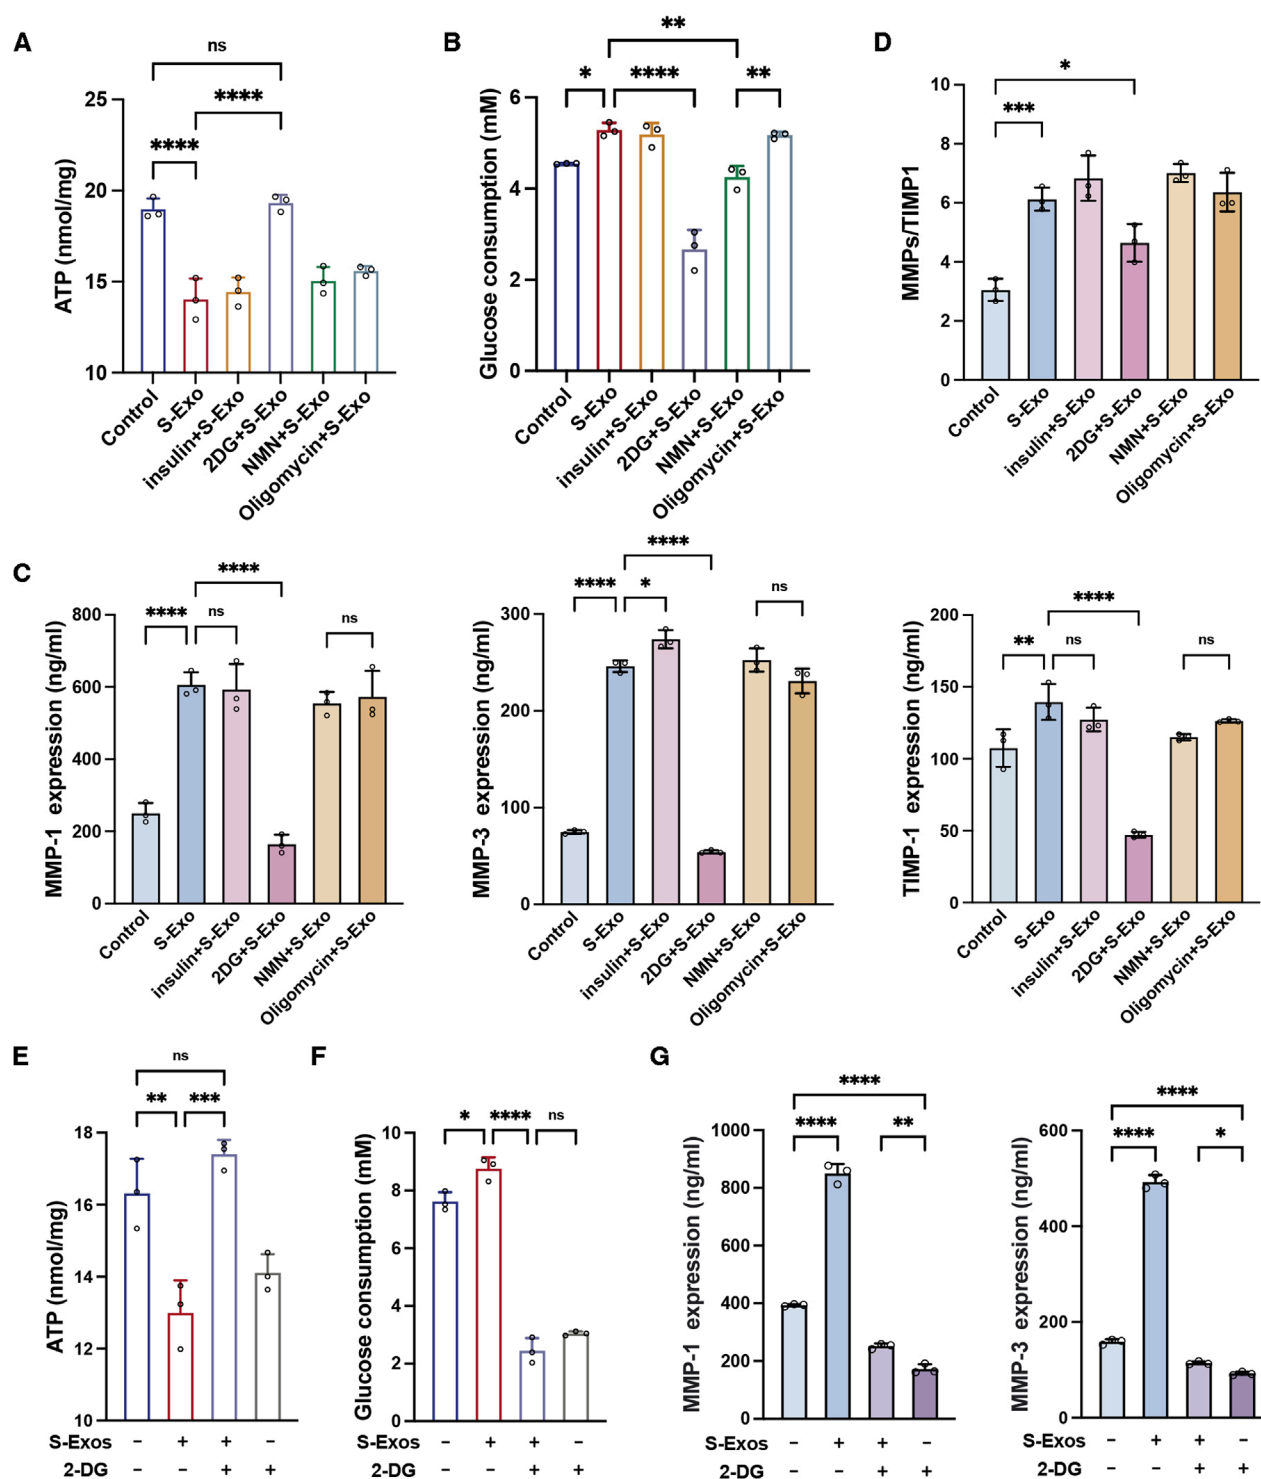 A
ns
****
****
ATP (nmol/mg)
25
20
15
10
Control
S-Exo
insulin+S-Exo
2DG+S-Exo
NMN+S-Exo
Oligomycin+S-Exo
B
**
* **** **
Glucose consumption (mM)
6
4
2
0
Control
S-Exo
insulin+S-Exo
2DG+S-Exo
NMN+S-Exo
Oligomycin+S-Exo
D
*
***
MMPs/TIMP1
10
8
6
4
2
0
Control
S-Exo
insulin+S-Exo
2DG+S-Exo
NMN+S-Exo
Oligomycin+S-Exo
C
****
**** ns ns
MMP-1 expression (ng/ml)
800
600
400
200
0
Control
S-Exo
insulin+S-Exo
2DG+S-Exo
NMN+S-Exo
Oligomycin+S-Exo
****
**** * ns
MMP-3 expression (ng/ml)
300
200
100
0
Control
S-Exo
insulin+S-Exo
2DG+S-Exo
NMN+S-Exo
Oligomycin+S-Exo
****
** ns ns
TIMP-1 expression (ng/ml)
200
150
100
50
0
Control
S-Exo
insulin+S-Exo
2DG+S-Exo
NMN+S-Exo
Oligomycin+S-Exo
E
ns
** ***
ATP (nmol/mg)
18
16
14
12
10
S-Exos - + + -
2-DG - - + +
F
* **** ns
Glucose consumption (mM)
10
8
6
4
2
0
- + + -
- - + +
G
****
**** **
MMP-1 expression (ng/ml)
1000
800
600
400
200
0
S-Exos - + + -
2-DG - - + +
****
**** *
MMP-3 expression (ng/ml)
600
400
200
0
S-Exos - + + -
2-DG - - + +